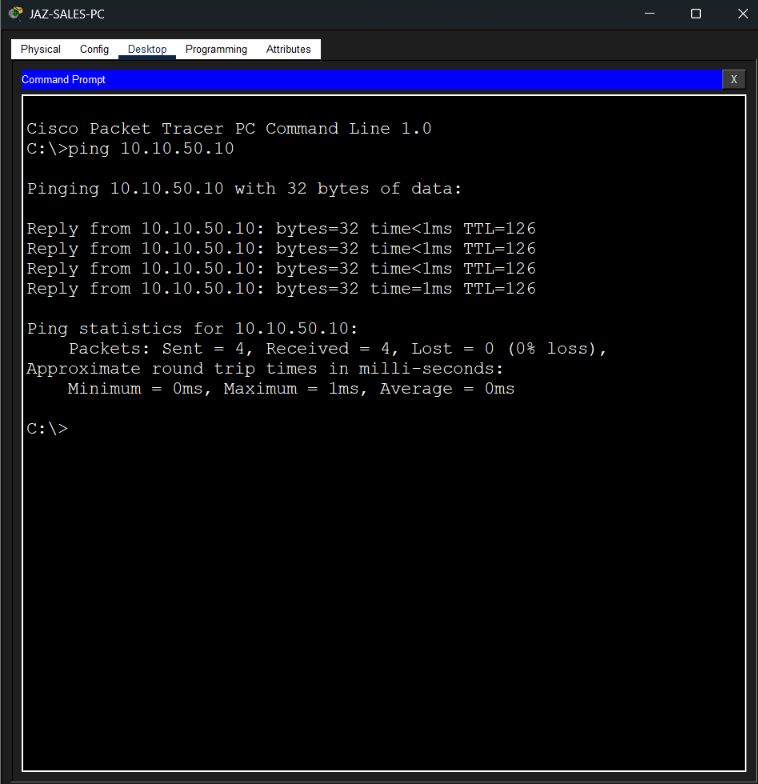 JAZ-SALES-PC
Physical Config Desktop Programming Attributes
Command Prompt X
Cisco Packet Tracer PC Command Line 1.0
C:\>ping 10.10.50.10
Pinging 10.10.50.10 with 32 bytes of data:
Reply from 10.10.50.10: bytes=32 time<1ms TTL=126
Reply from 10.10.50.10: bytes=32 time<1ms TTL=126
Reply from 10.10.50.10: bytes=32 time<1ms TTL=126
Reply from 10.10.50.10: bytes=32 time=1ms TTL=126
Ping statistics for 10.10.50.10:
Packets: Sent = 4, Received = 4, Lost = 0 (0% loss),
Approximate round trip times in milli-seconds:
Minimum = 0ms, Maximum = 1ms, Average = 0ms
C:\>